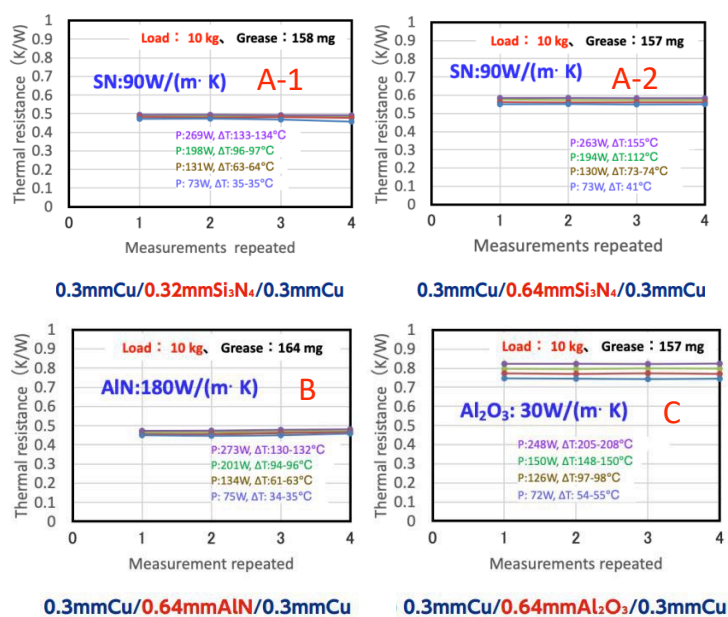 Load： 10 kg、 Grease：158 mg
SN:90W/(m· K) A-1
P:269W, ΔT:133-134℃
P:198W, ΔT:96-97℃
P:131W, ΔT:63-64℃
P: 73W, ΔT: 35-35℃
Thermal resistance (K/W)
1
0.9
0.8
0.7
0.6
0.5
0.4
0.3
0.2
0.1
0
0 1 2 3 4
Measurements repeated
0.3mmCu/0.32mmSi₃N₄/0.3mmCu
Load： 10 kg、 Grease：157 mg
SN:90W/(m· K) A-2
P:263W, ΔT:155℃
P:194W, ΔT:112℃
P:130W, ΔT:73-74℃
P: 73W, ΔT: 41℃
Thermal resistance (K/W)
1
0.9
0.8
0.7
0.6
0.5
0.4
0.3
0.2
0.1
0
0 1 2 3 4
Measurements repeated
0.3mmCu/0.64mmSi₃N₄/0.3mmCu
Load： 10 kg、 Grease：164 mg
AlN:180W/(m· K) B
P:273W, ΔT:130-132℃
P:201W, ΔT:94-96℃
P:134W, ΔT:61-63℃
P: 75W, ΔT: 34-35℃
Thermal resistance (K/W)
1
0.9
0.8
0.7
0.6
0.5
0.4
0.3
0.2
0.1
0
0 1 2 3 4
Measurement repeated
0.3mmCu/0.64mmAlN/0.3mmCu
Load： 10 kg、 Grease：157 mg
Al₂O₃: 30W/(m· K) C
P:248W, ΔT:205-208℃
P:150W, ΔT:148-150℃
P:126W, ΔT:97-98℃
P: 72W, ΔT: 54-55℃
Thermal resistance (K/W)
1
0.9
0.8
0.7
0.6
0.5
0.4
0.3
0.2
0.1
0
0 1 2 3 4
Measurements repeated
0.3mmCu/0.64mmAl₂O₃/0.3mmCu